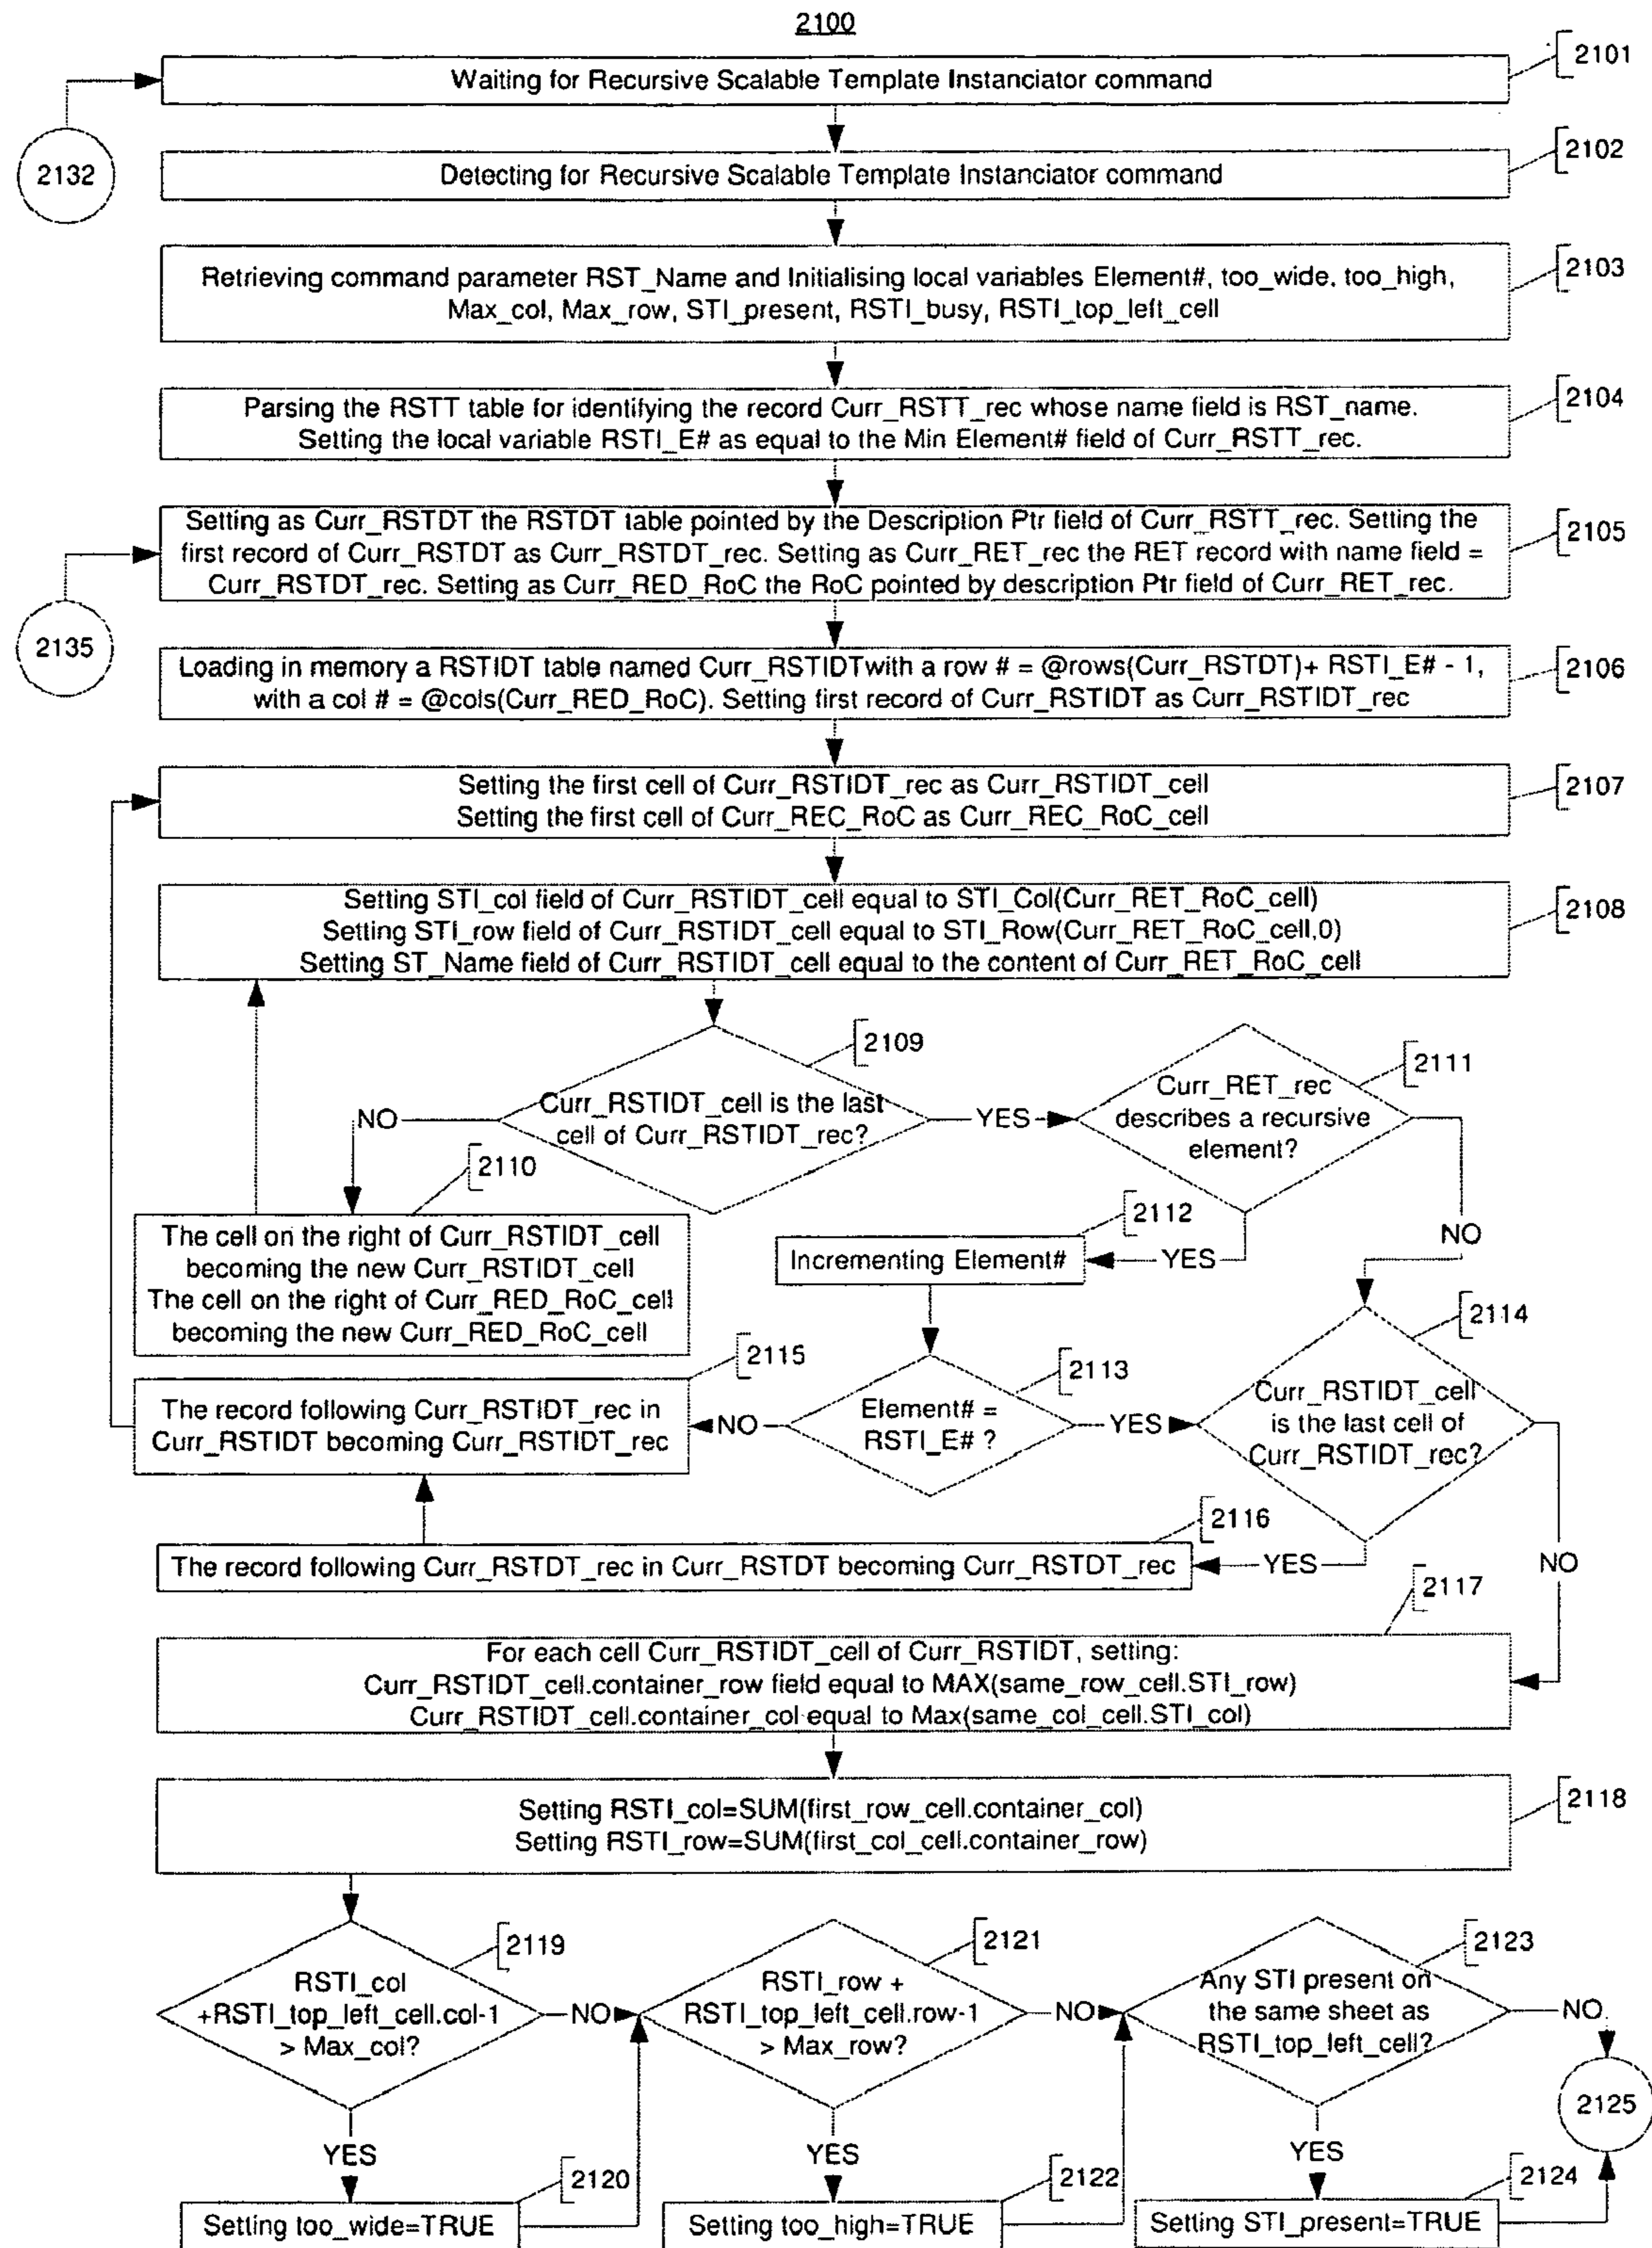 2100
2101
Waiting for Recursive Scalable Template Instanciator command
2132
2102
Detecting for Recursive Scalable Template Instanciator command
2103
Retrieving command parameter RST_Name and Initialising local variables Element#, too_wide, too_high,
Max_col, Max_row, STI_present, RSTI_busy, RSTI_top_left_cell
2104
Parsing the RSTT table for identifying the record Curr_RSTT_rec whose name field is RST_name.
Setting the local variable RSTI_E# as equal to the Min Element# field of Curr_RSTT_rec.
2105
Setting as Curr_RSTDT the RSTDT table pointed by the Description Ptr field of Curr_RSTT_rec. Setting the
first record of Curr_RSTDT as Curr_RSTDT_rec. Setting as Curr_RET_rec the RET record with name field =
Curr_RSTDT_rec. Setting as Curr_RED_RoC the RoC pointed by description Ptr field of Curr_RET_rec.
2135
2106
Loading in memory a RSTIDT table named Curr_RSTIDTwith a row # = @rows(Curr_RSTDT)+ RSTI_E# - 1,
with a col # = @cols(Curr_RED_RoC). Setting first record of Curr_RSTIDT as Curr_RSTIDT_rec
2107
Setting the first cell of Curr_RSTIDT_rec as Curr_RSTIDT_cell
Setting the first cell of Curr_REC_RoC as Curr_REC_RoC_cell
2108
Setting STI_col field of Curr_RSTIDT_cell equal to STI_Col(Curr_RET_RoC_cell)
Setting STI_row field of Curr_RSTIDT_cell equal to STI_Row(Curr_RET_RoC_cell,0)
Setting ST_Name field of Curr_RSTIDT_cell equal to the content of Curr_RET_RoC_cell
2109
Curr_RSTIDT_cell is the last
cell of Curr_RSTIDT_rec?
NO
YES
2111
Curr_RET_rec
describes a recursive
element?
NO
YES
2110
The cell on the right of Curr_RSTIDT_cell
becoming the new Curr_RSTIDT_cell
The cell on the right of Curr_RED_RoC_cell
becoming the new Curr_RED_RoC_cell
2112
Incrementing Element#
2113
Element# =
RSTI_E# ?
NO
YES
2114
Curr_RSTIDT_cell
is the last cell of
Curr_RSTIDT_rec?
YES
NO
2115
The record following Curr_RSTIDT_rec in
Curr_RSTIDT becoming Curr_RSTIDT_rec
2116
The record following Curr_RSTDT_rec in Curr_RSTDT becoming Curr_RSTDT_rec
2117
For each cell Curr_RSTIDT_cell of Curr_RSTIDT, setting:
Curr_RSTIDT_cell.container_row field equal to MAX(same_row_cell.STI_row)
Curr_RSTIDT_cell.container_col equal to Max(same_col_cell.STI_col)
2118
Setting RSTI_col=SUM(first_row_cell.container_col)
Setting RSTI_row=SUM(first_col_cell.container_row)
2119
RSTI_col
+RSTI_top_left_cell.col-1
> Max_col?
NO
YES
2120
Setting too_wide=TRUE
2121
RSTI_row +
RSTI_top_left_cell.row-1
> Max_row?
NO
YES
2122
Setting too_high=TRUE
2123
Any STI present on
the same sheet as
RSTI_top_left_cell?
NO
YES
2124
Setting STI_present=TRUE
2125